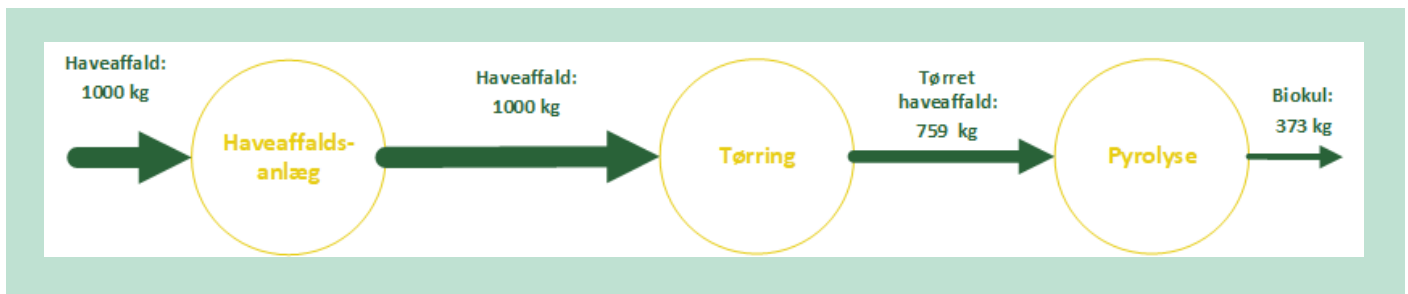 Haveaffald:
1000 kg
Haveaffalds-
anlæg
Haveaffald:
1000 kg
Tørring
Tørret
haveaffald:
759 kg
Pyrolyse
Biokul:
373 kg